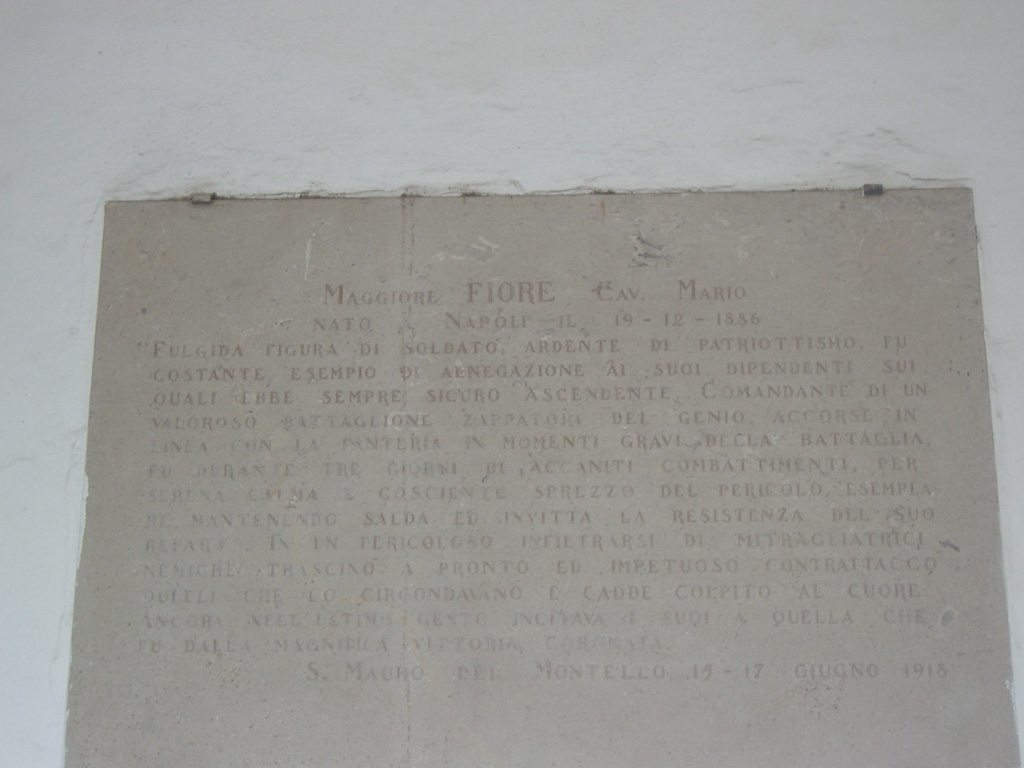 MAGGIORE FIORE CAV. MARIO
NATO NAPOLI - IL 19-12-1886
FULGIDA FIGURA DI SOLDATO, ARDENTE DI PATRIOTTISMO, FU
COSTANTE ESEMPIO DI ABNEGAZIONE AI SUOI DIPENDENTI SUI
QUALI EBBE SEMPRE SICURO ASCENDENTE. COMANDANTE DI UN
VALOROSO BATTAGLIONE ZAPPATORI DEL GENIO, ACCORSE IN
LINEA CON LA FANTERIA IN MOMENTI GRAVI DELLA BATTAGLIA,
FU DURANTE TRE GIORNI DI ACCANITI COMBATTIMENTI, PER
SERENA CALMA E COSCIENTE SPREZZO DEL PERICOLO, ESEMPLA
RE MANTENENDO SALDA ED INVITTA LA RESISTENZA DEL SUO
REPARTO. IN UN PERICOLOSO INFILTRARSI DI MITRAGLIATRICI
NEMICHE, TRASCINÒ A PRONTO ED IMPETUOSO CONTRATTACCO
QUELLI CHE LO CIRCONDAVANO E CADDE COLPITO AL CUORE.
ANCORA NELL'ULTIMO GESTO INCITAVA I SUOI A QUELLA CHE
FU DALLA MAGNIFICA VITTORIA CORONATA.
S. MAURO DEL MONTELLO, 15-17 GIUGNO 1918